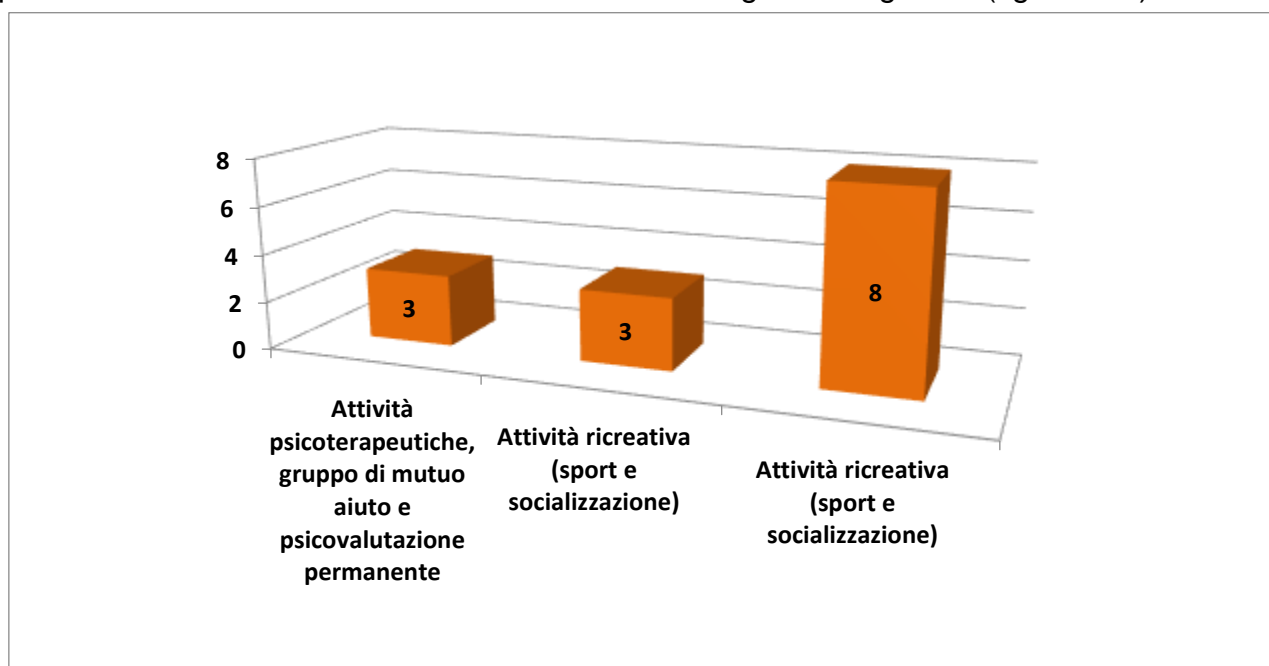 8
6
4
2
0
3
3
8
Attività
psicoterapeutiche,
gruppo di mutuo
aiuto e
psicovalutazione
permanente
Attività ricreativa
(sport e
socializzazione)
Attività ricreativa
(sport e
socializzazione)